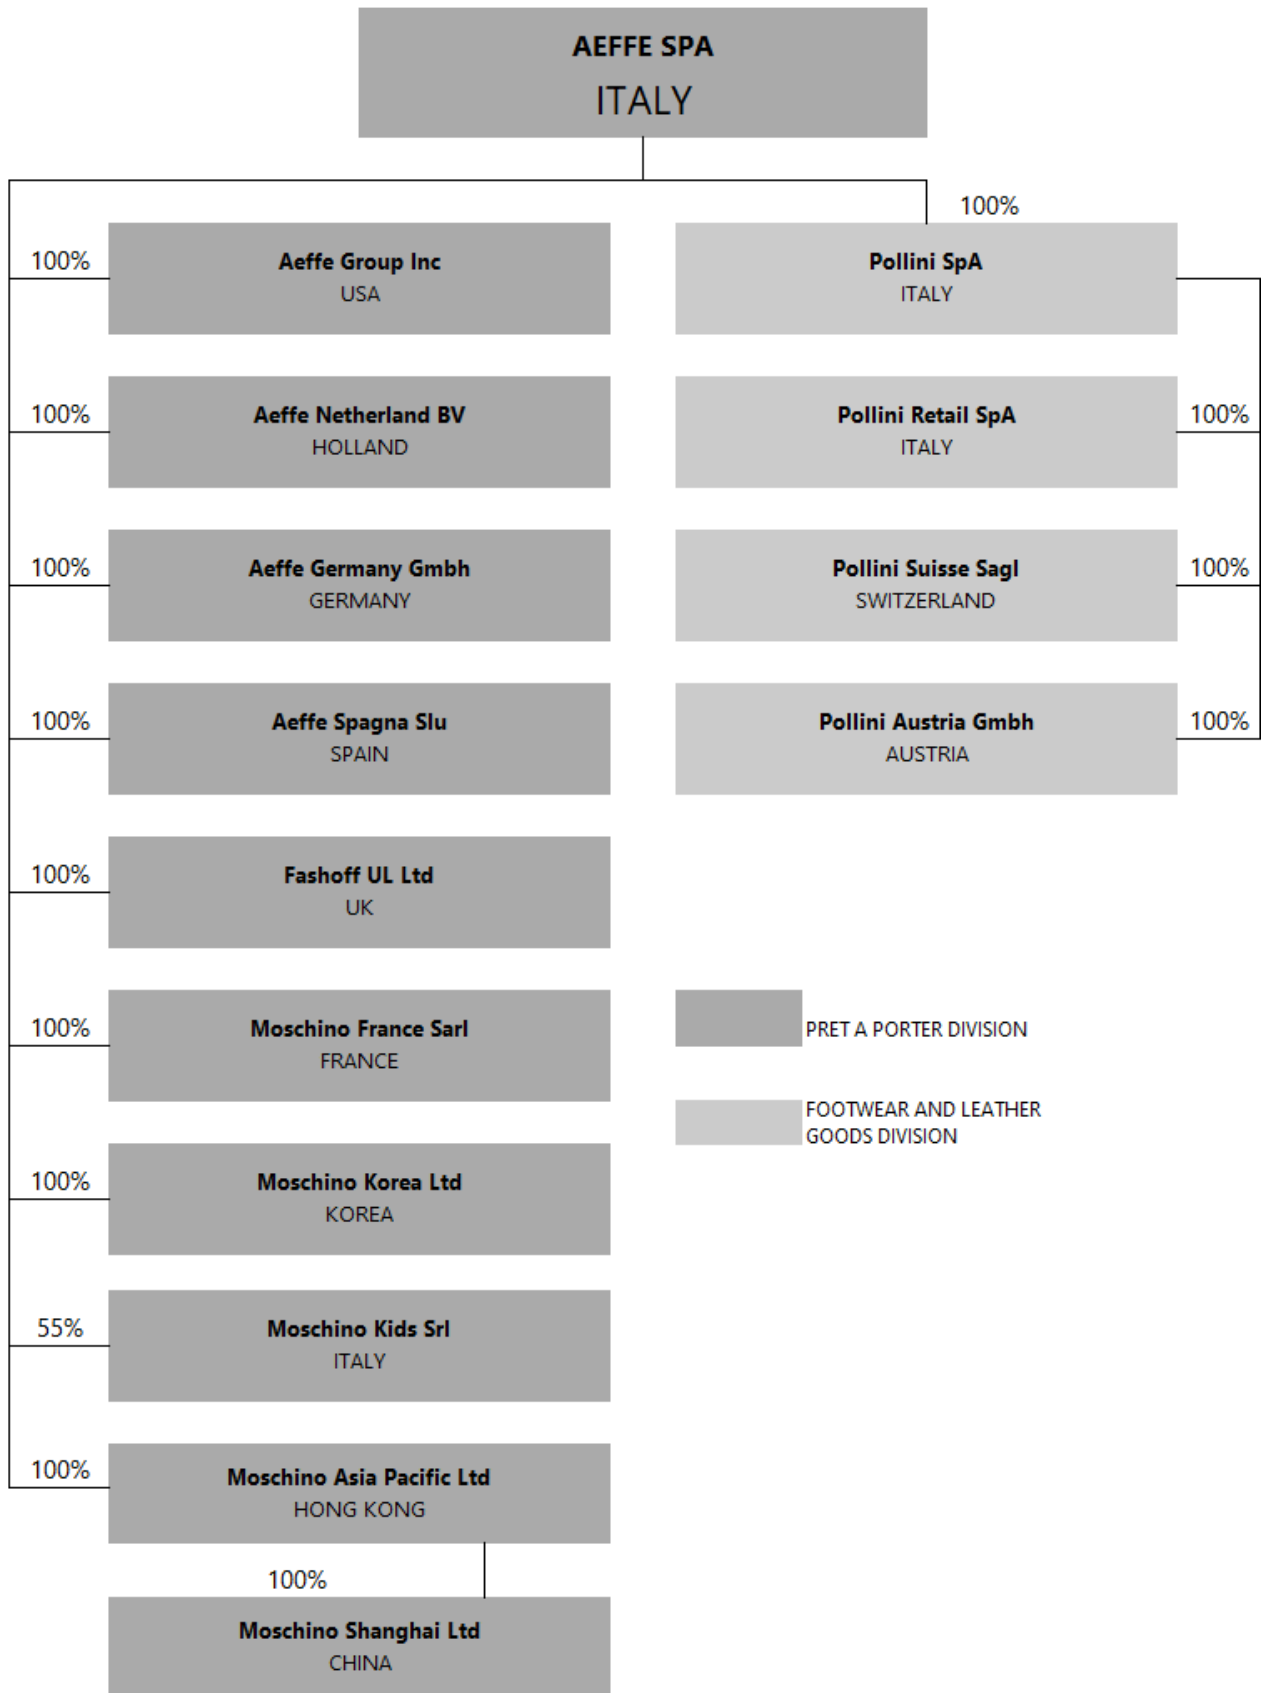 AEFFE SPA
ITALY
100%
100%
Aeffe Group Inc
USA
Pollini SpA
ITALY
100%
Aeffe Netherland BV
HOLLAND
Pollini Retail SpA
ITALY
100%
100%
Aeffe Germany Gmbh
GERMANY
Pollini Suisse Sagl
SWITZERLAND
100%
100%
Aeffe Spagna Slu
SPAIN
Pollini Austria Gmbh
AUSTRIA
100%
100%
Fashoff UL Ltd
UK
100%
Moschino France Sarl
FRANCE
PRET A PORTER DIVISION
FOOTWEAR AND LEATHER
GOODS DIVISION
100%
Moschino Korea Ltd
KOREA
55%
Moschino Kids Srl
ITALY
100%
Moschino Asia Pacific Ltd
HONG KONG
100%
Moschino Shanghai Ltd
CHINA